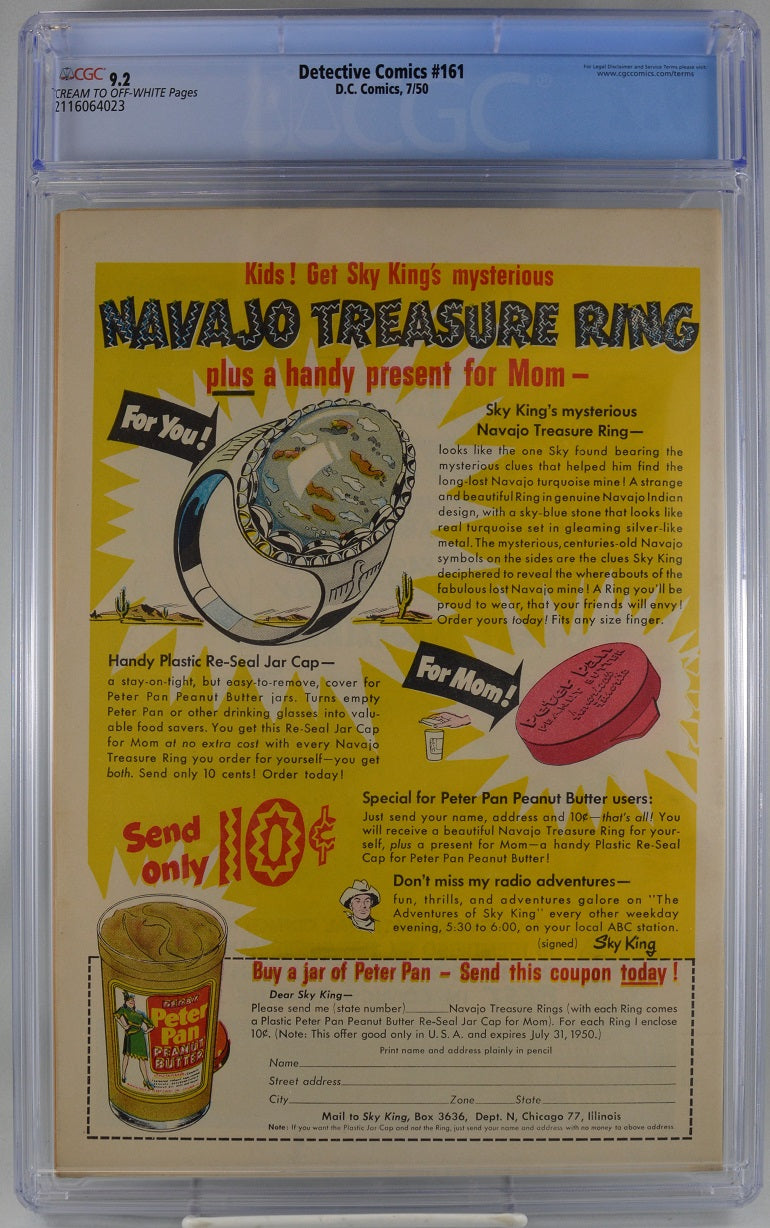 CGC 9.2
CREAM TO OFF-WHITE Pages
2116064023
Detective Comics #161
D.C. Comics, 7/50
For Legal Disclaimer and Service Terms please visit:
www.cgccomics.com/terms
CGC
Kids! Get Sky King's mysterious
NAVAJO TREASURE RING
plus a handy present for Mom —
For You!
Sky King's mysterious
Navajo Treasure Ring—
looks like the one Sky found bearing the
mysterious clues that helped him find the
long-lost Navajo turquoise mine! A strange
and beautiful Ring in genuine Navajo Indian
design, with a sky-blue stone that looks like
real turquoise set in gleaming silver-like
metal. The mysterious, centuries-old Navajo
symbols on the sides are the clues Sky King
deciphered to reveal the whereabouts of the
fabulous lost Navajo mine! A Ring you'll be
proud to wear, that your friends will envy!
Order yours today! Fits any size finger.
Handy Plastic Re-Seal Jar Cap—
a stay-on-tight, but easy-to-remove, cover for
Peter Pan Peanut Butter jars. Turns empty
Peter Pan or other drinking glasses into valu-
able food savers. You get this Re-Seal Jar Cap
for Mom at no extra cost with every Navajo
Treasure Ring you order for yourself—you get
both. Send only 10 cents! Order today!
For Mom!
Peter Pan
PEANUT BUTTER
Send
only 10¢
Special for Peter Pan Peanut Butter users:
Just send your name, address and 10¢—that's all! You
will receive a beautiful Navajo Treasure Ring for your-
self, plus a present for Mom—a handy Plastic Re-Seal
Cap for Peter Pan Peanut Butter!
Don't miss my radio adventures—
fun, thrills, and adventures galore on "The
Adventures of Sky King" every other weekday
evening, 5:30 to 6:00, on your local ABC station.
(signed) Sky King
Peter
Pan
PEANUT
BUTTER
Buy a jar of Peter Pan – Send this coupon today!
Dear Sky King—
Please send me (state number) Navajo Treasure Rings (with each Ring comes
a Plastic Peter Pan Peanut Butter Re-Seal Jar Cap for Mom). For each Ring I enclose
10¢. (Note: This offer good only in U. S. A. and expires July 31, 1950.)
Print name and address plainly in pencil
Name
Street address
City Zone State
Mail to Sky King, Box 3636, Dept. N, Chicago 77, Illinois
Note: If you want the Plastic Jar Cap and not the Ring, just send your name and address with no money to above address